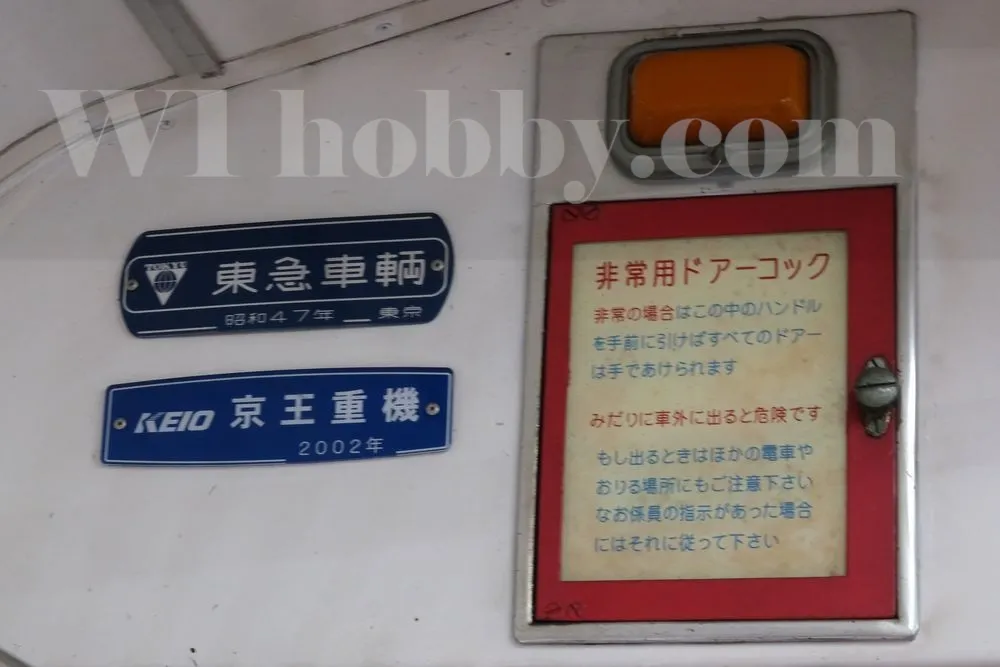 W1 hobby.com
TOKYU
東急車輌
昭和47年 東京
KEIO 京王重機
2002年
非常用ドアーコック
非常の場合はこの中のハンドル
を手前に引けばすべてのドアー
は手であけられます
みだりに車外に出ると危険です
もし出るときはほかの電車や
おりる場所にもご注意下さい
なお係員の指示があった場合
にはそれに従って下さい